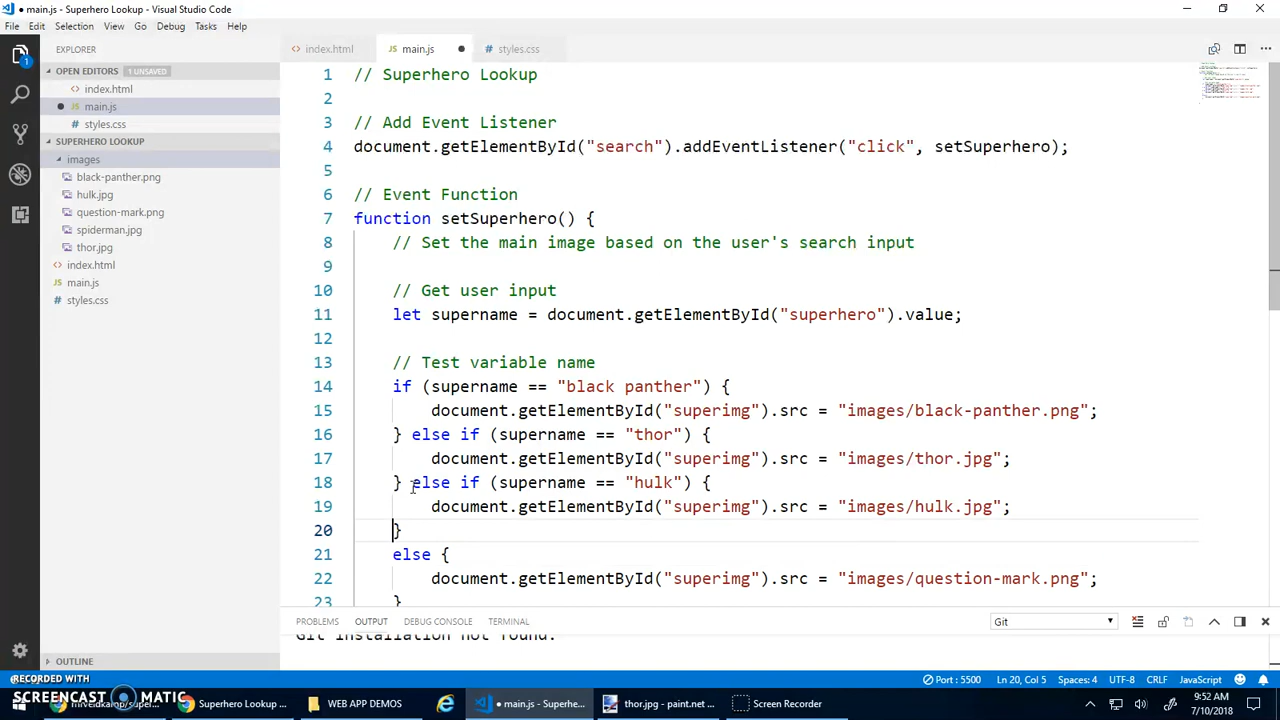 ● main.js - Superhero Lookup - Visual Studio Code
File Edit Selection View Go Debug Tasks Help
EXPLORER
OPEN EDITORS 1 UNSAVED
index.html
main.js
styles.css
SUPERHERO LOOKUP
images
black-panther.png
hulk.jpg
question-mark.png
spiderman.jpg
thor.jpg
index.html
main.js
styles.css
OUTLINE
index.html main.js styles.css
1 // Superhero Lookup
2
3 // Add Event Listener
4 document.getElementById("search").addEventListener("click", setSuperhero);
5
6 // Event Function
7 function setSuperhero() {
8 // Set the main image based on the user's search input
9
10 // Get user input
11 let supername = document.getElementById("superhero").value;
12
13 // Test variable name
14 if (supername == "black panther") {
15 document.getElementById("superimg").src = "images/black-panther.png";
16 } else if (supername == "thor") {
17 document.getElementById("superimg").src = "images/thor.jpg";
18 } else if (supername == "hulk") {
19 document.getElementById("superimg").src = "images/hulk.jpg";
20 }
21 else {
22 document.getElementById("superimg").src = "images/question-mark.png";
23 }
PROBLEMS OUTPUT DEBUG CONSOLE TERMINAL Git
Git installation not found.
Port : 5500 Ln 20, Col 5 Spaces: 4 UTF-8 CRLF JavaScript
RECORDED WITH
SCREENCAST MATIC
mrveldkamp/super... Superhero Lookup ... WEB APP DEMOS ● main.js - Superhe... thor.jpg - paint.net ... Screen Recorder
9:52 AM
7/10/2018